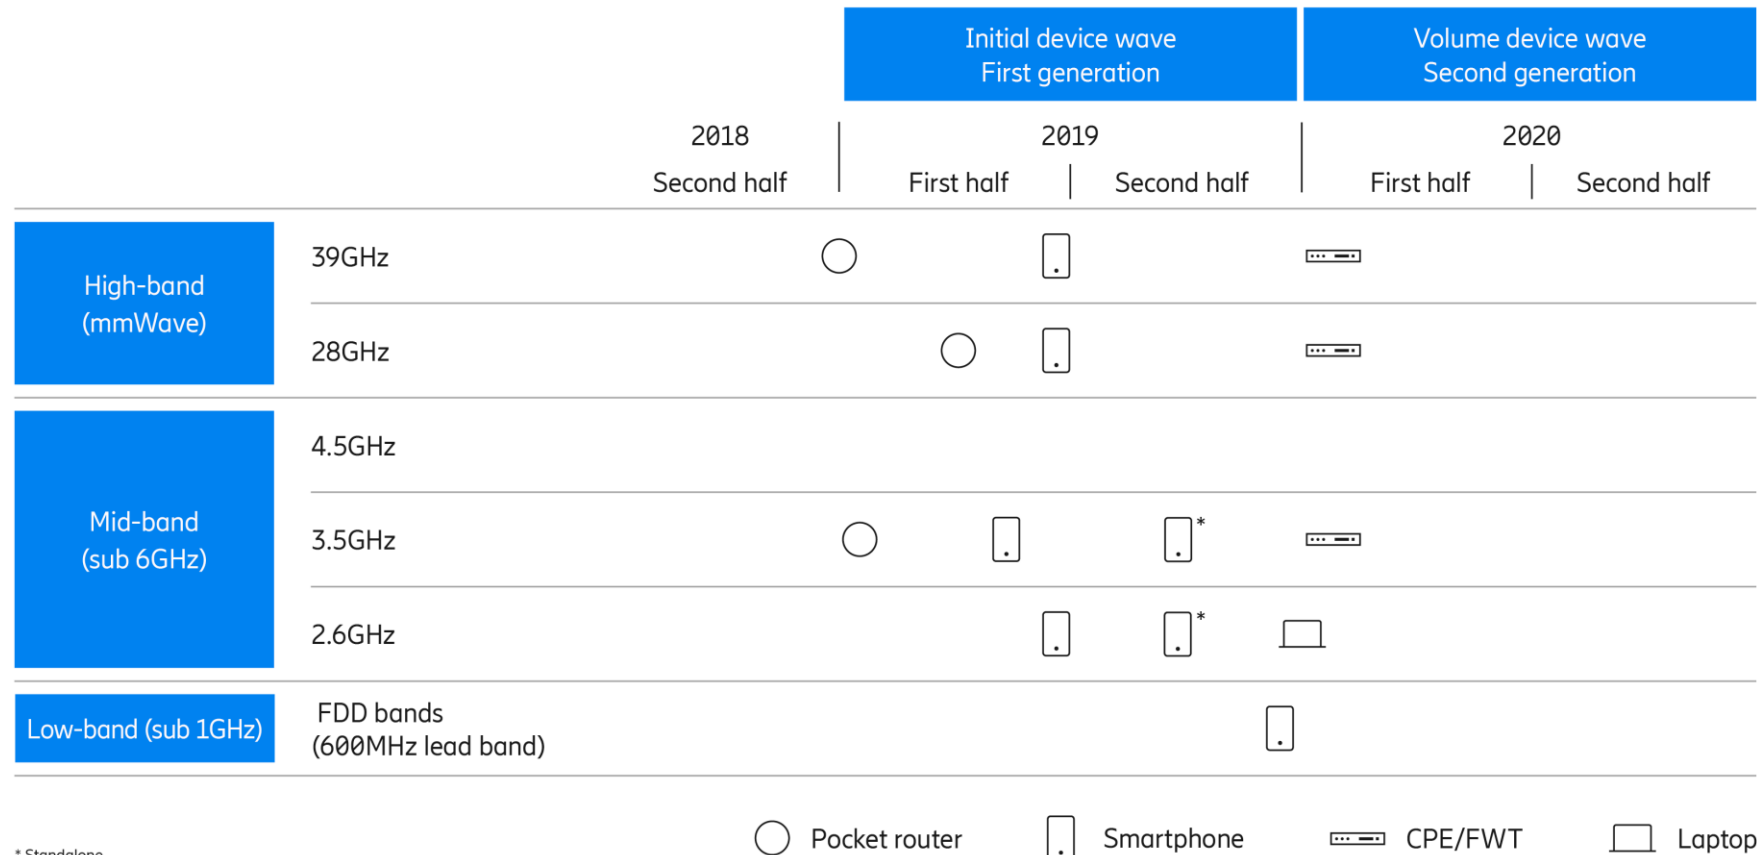 Initial device wave
First generation
Volume device wave
Second generation
2018
2019
2020
Second half
First half
Second half
First half
Second half
High-band
(mmWave)
39GHz
28GHz
Mid-band
(sub 6GHz)
4.5GHz
3.5GHz
*
2.6GHz
*
Low-band (sub 1GHz)
FDD bands
(600MHz lead band)
Pocket router
Smartphone
CPE/FWT
Laptop
* Standalone